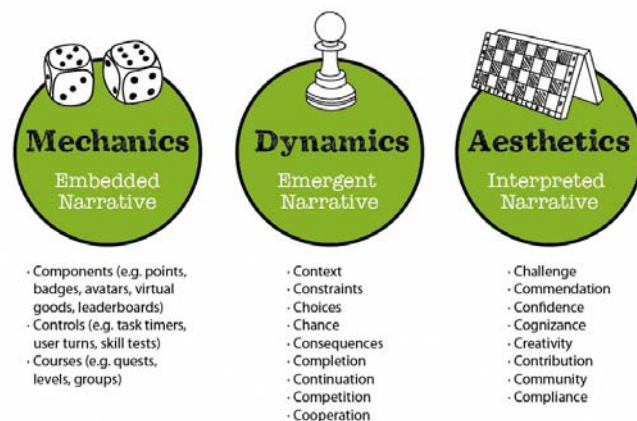 Mechanics
Embedded
Narrative
· Components (e.g. points,
badges, avatars, virtual
goods, leaderboards)
· Controls (e.g. task timers,
user turns, skill tests)
· Courses (e.g. quests,
levels, groups)
Dynamics
Emergent
Narrative
· Context
· Constraints
· Choices
· Chance
· Consequences
· Completion
· Continuation
· Competition
· Cooperation
Aesthetics
Interpreted
Narrative
· Challenge
· Commendation
· Confidence
· Cognizance
· Creativity
· Contribution
· Community
· Compliance